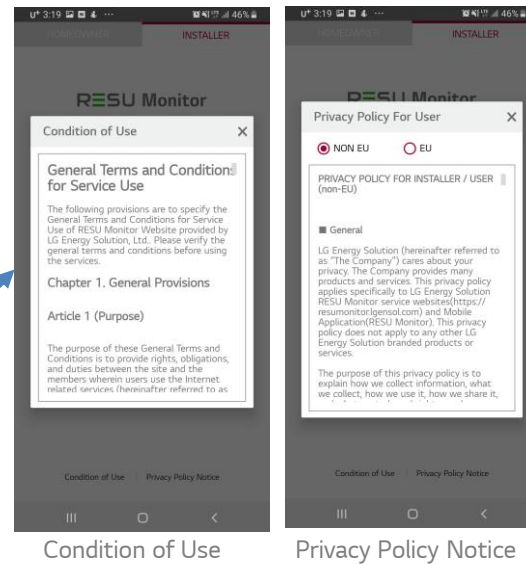 U+ 3:19 46%
HOMEOWNER INSTALLER
RESU Monitor
Condition of Use
General Terms and Conditions
for Service Use
The following provisions are to specify the
General Terms and Conditions for Service
Use of RESU Monitor Website provided by
LG Energy Solution, Ltd.. Please verify the
general terms and conditions before using
the services.
Chapter 1. General Provisions
Article 1 (Purpose)
The purpose of these General Terms and
Conditions is to provide rights, obligations,
and duties between the site and the
members wherein users use the Internet
related services (hereinafter referred to as
Condition of Use Privacy Policy Notice
Condition of Use
U+ 3:19 46%
HOMEOWNER INSTALLER
RESU Monitor
Privacy Policy For User
NON EU EU
PRIVACY POLICY FOR INSTALLER / USER
(non-EU)
■ General
LG Energy Solution (hereinafter referred to
as "The Company") cares about your
privacy. The Company provides many
products and services. This privacy policy
applies specifically to LG Energy Solution
RESU Monitor service websites(https://
resumonitor.lgensol.com) and Mobile
Application(RESU Monitor). This privacy
policy does not apply to any other LG
Energy Solution branded products or
services.
The purpose of this privacy policy is to
explain how we collect information, what
we collect, how we use it, how we share it,
Condition of Use Privacy Policy Notice
Privacy Policy Notice